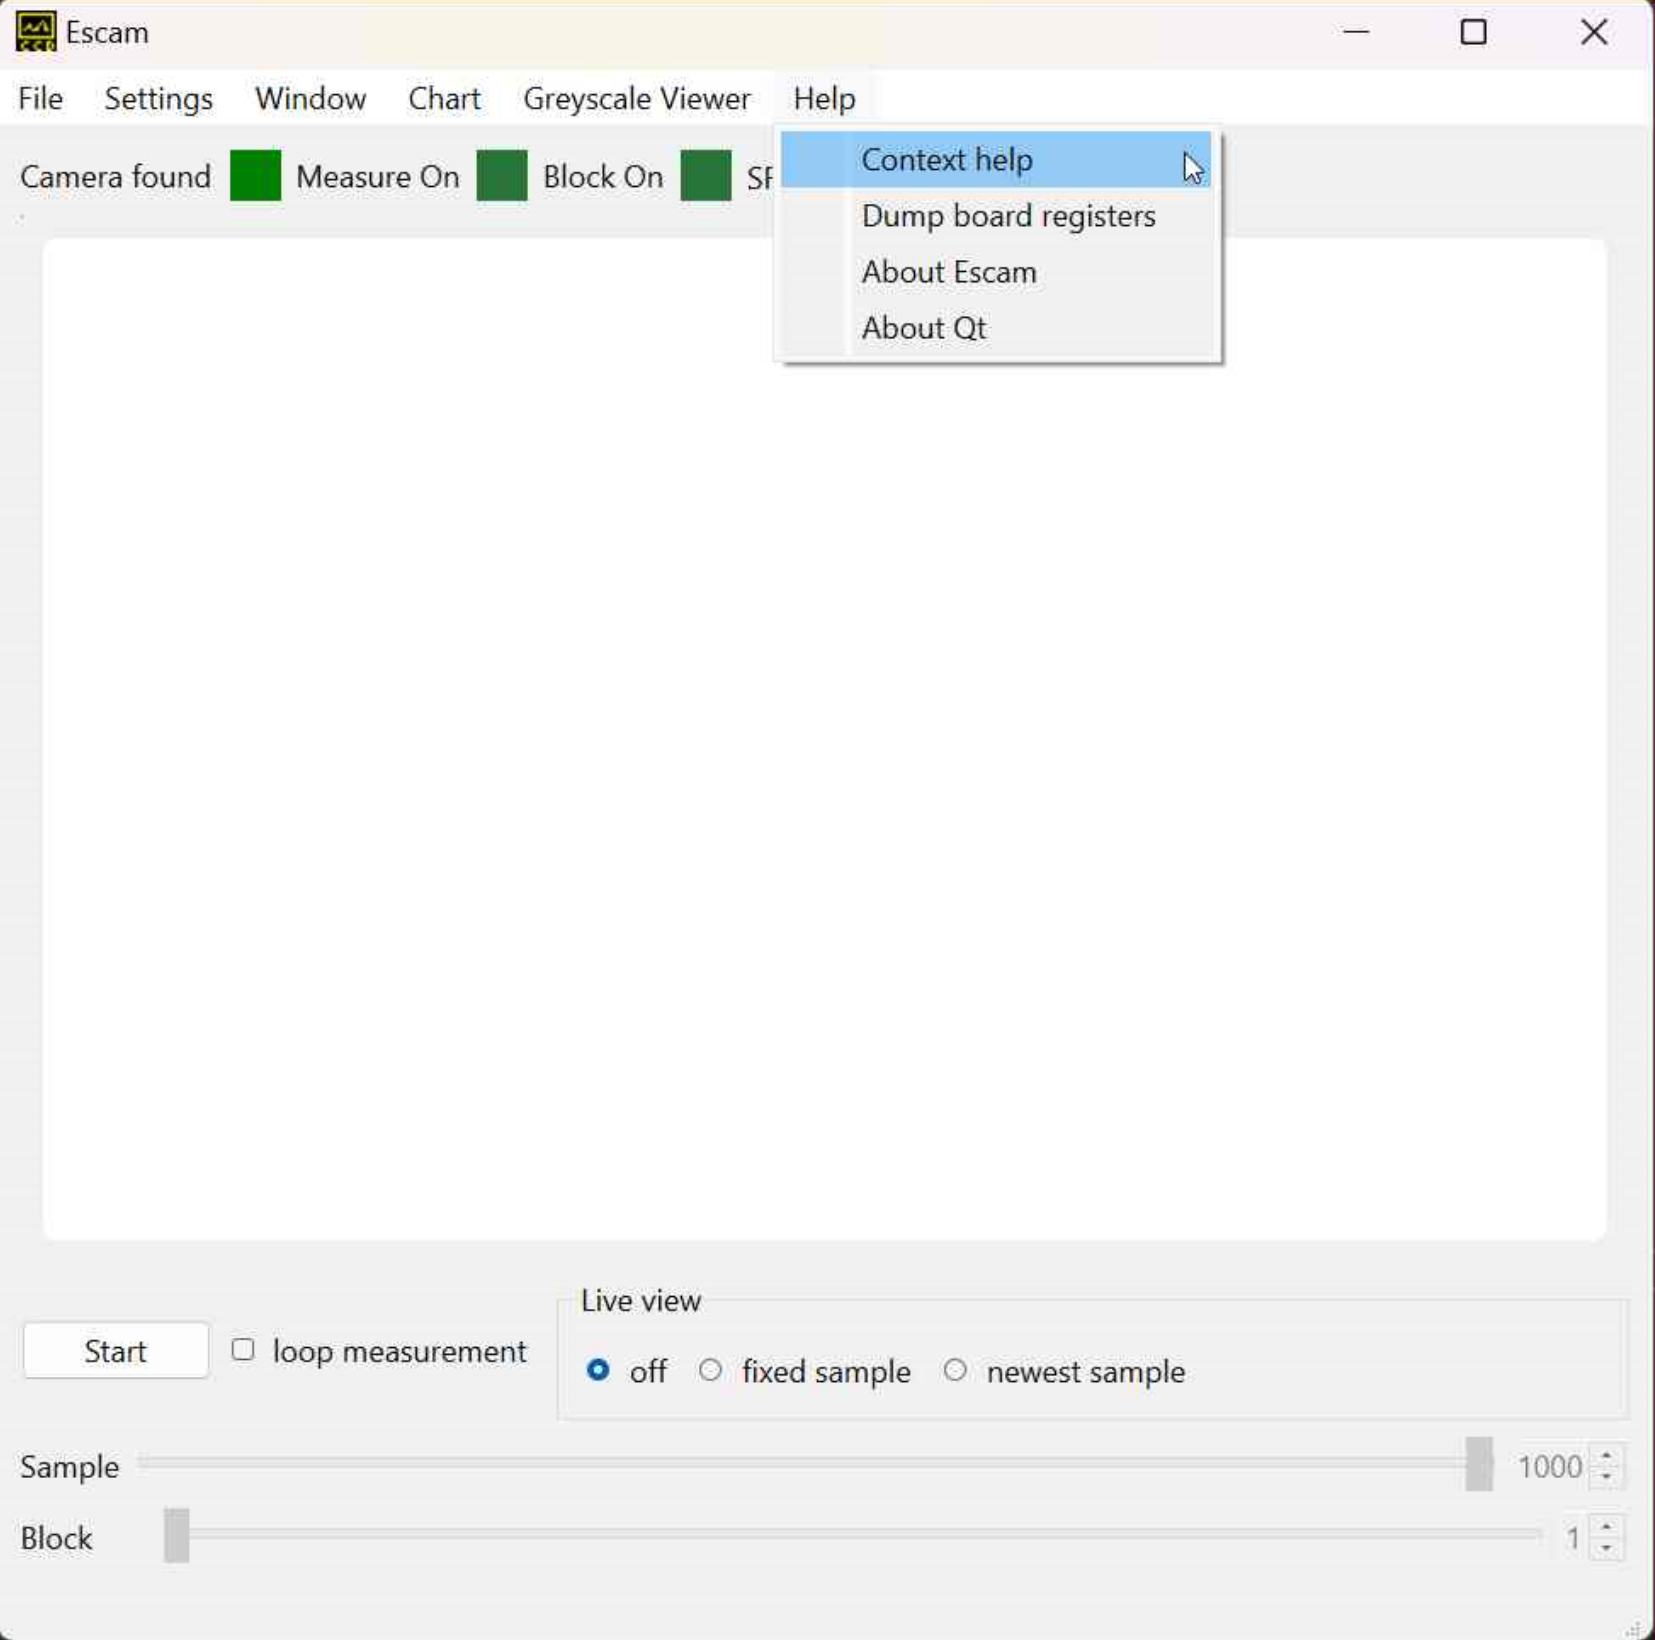 Escam
File Settings Window Chart Greyscale Viewer Help
Camera found Measure On Block On
Context help
Dump board registers
About Escam
About Qt
Live view
Start loop measurement off fixed sample newest sample
Sample 1000
Block 1